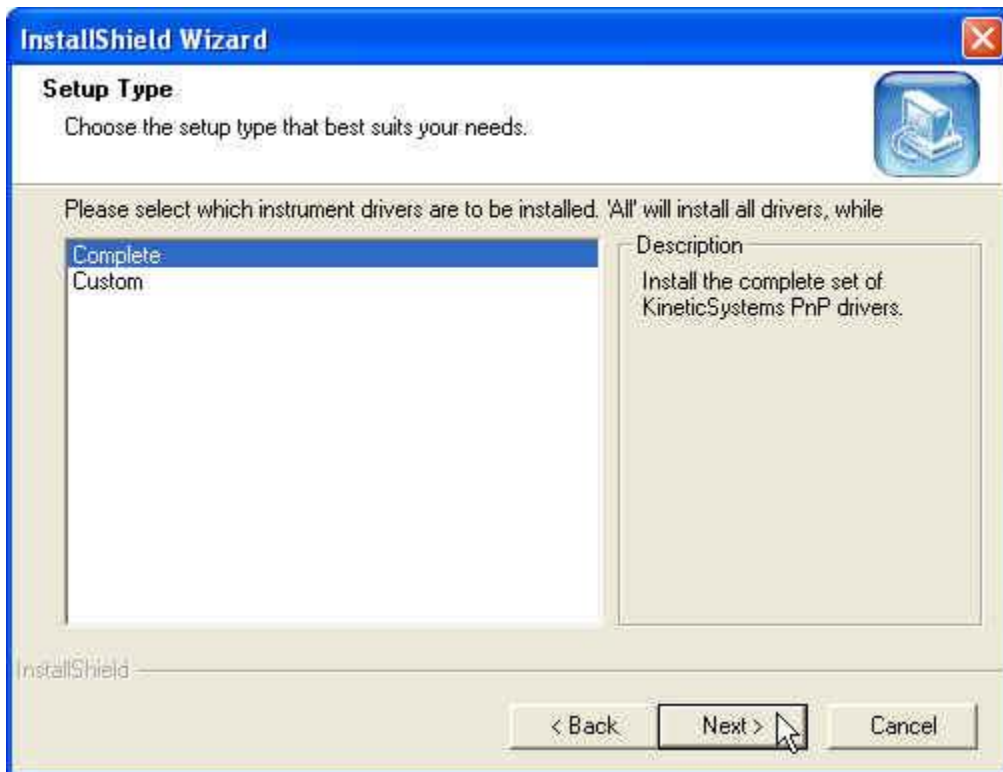 InstallShield Wizard
Setup Type
Choose the setup type that best suits your needs.
Please select which instrument drivers are to be installed. 'All' will install all drivers, while
Complete
Custom
Description
Install the complete set of
KineticSystems PnP drivers.
InstallShield
< Back
Next >
Cancel